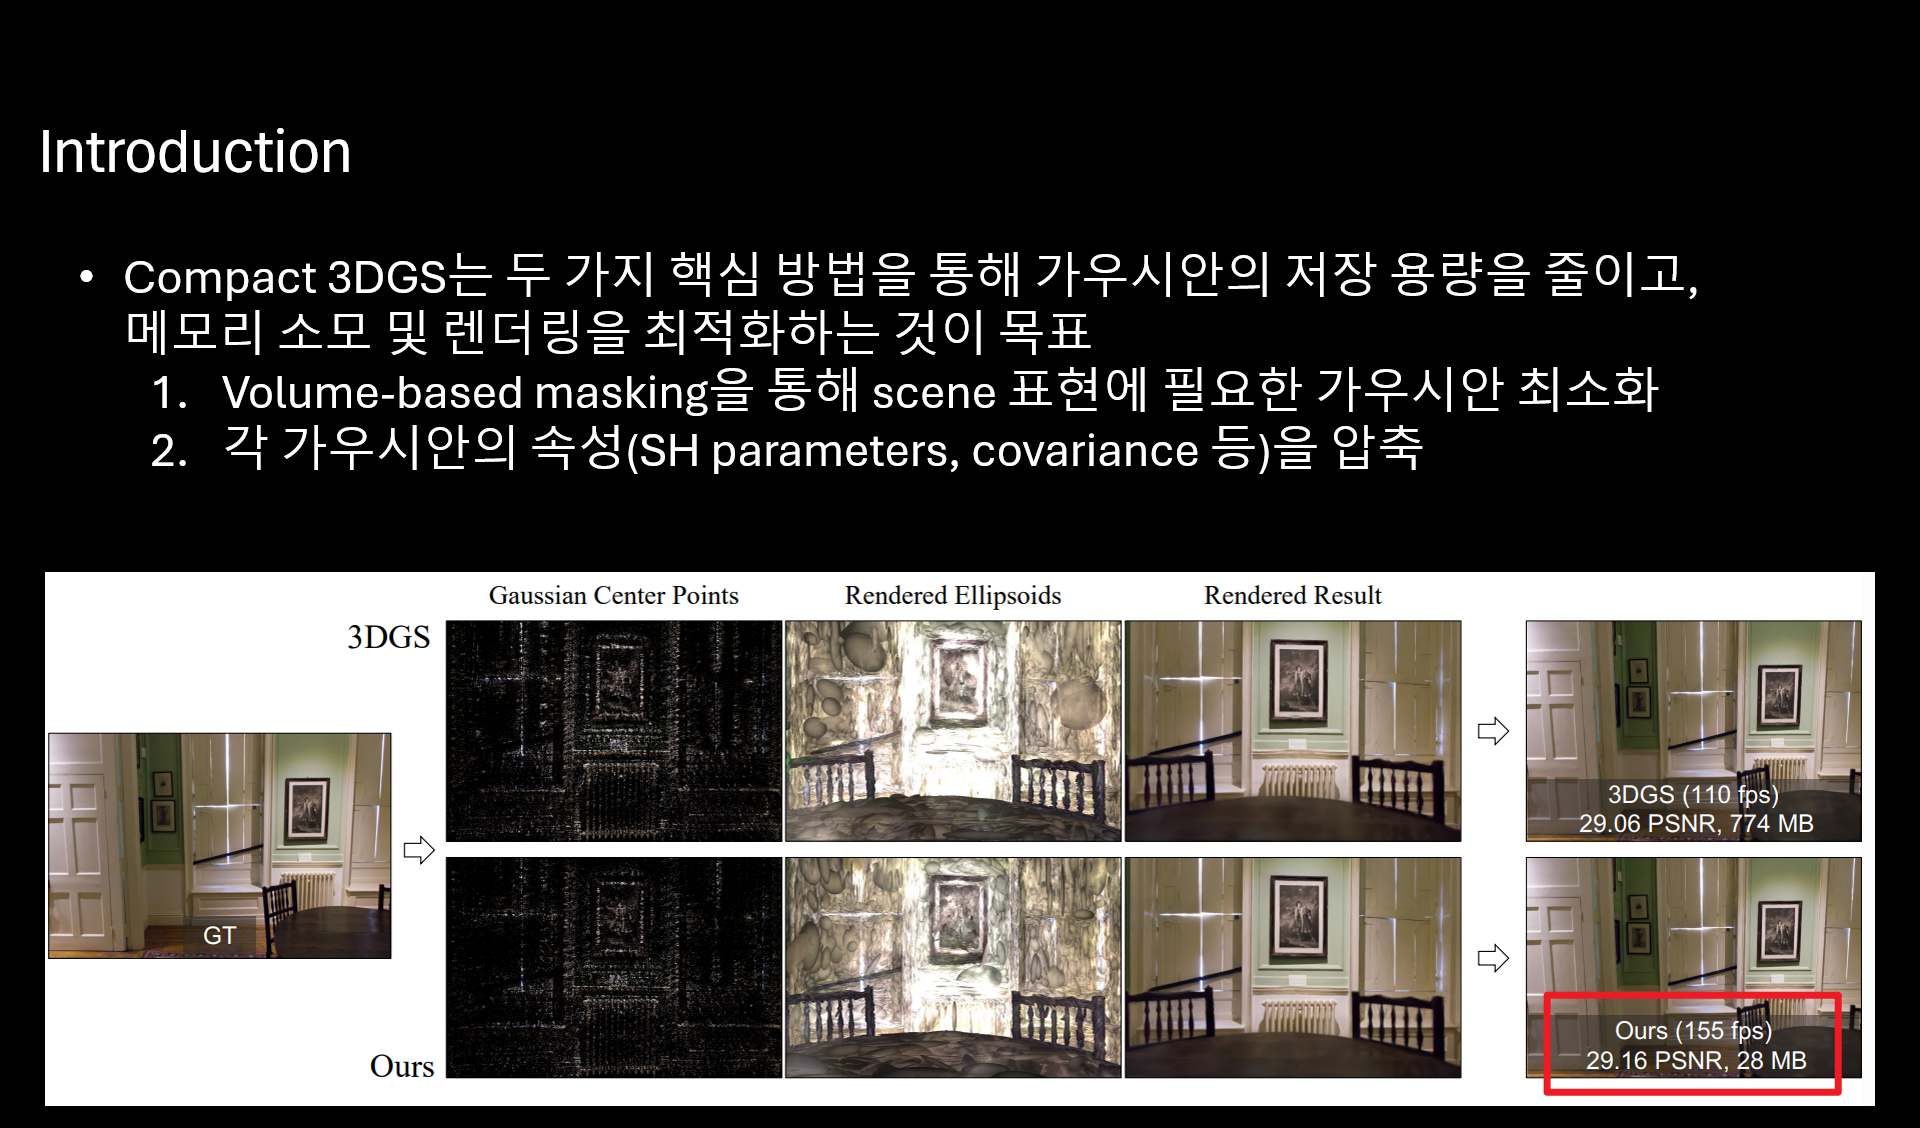 Introduction
• Compact 3DGS는 두 가지 핵심 방법을 통해 가우시안의 저장 용량을 줄이고,
메모리 소모 및 렌더링을 최적화하는 것이 목표
1. Volume-based masking을 통해 scene 표현에 필요한 가우시안 최소화
2. 각 가우시안의 속성(SH parameters, covariance 등)을 압축
Gaussian Center Points
Rendered Ellipsoids
Rendered Result
3DGS
3DGS (110 fps)
29.06 PSNR, 774 MB
GT
Ours
Ours (155 fps)
29.16 PSNR, 28 MB